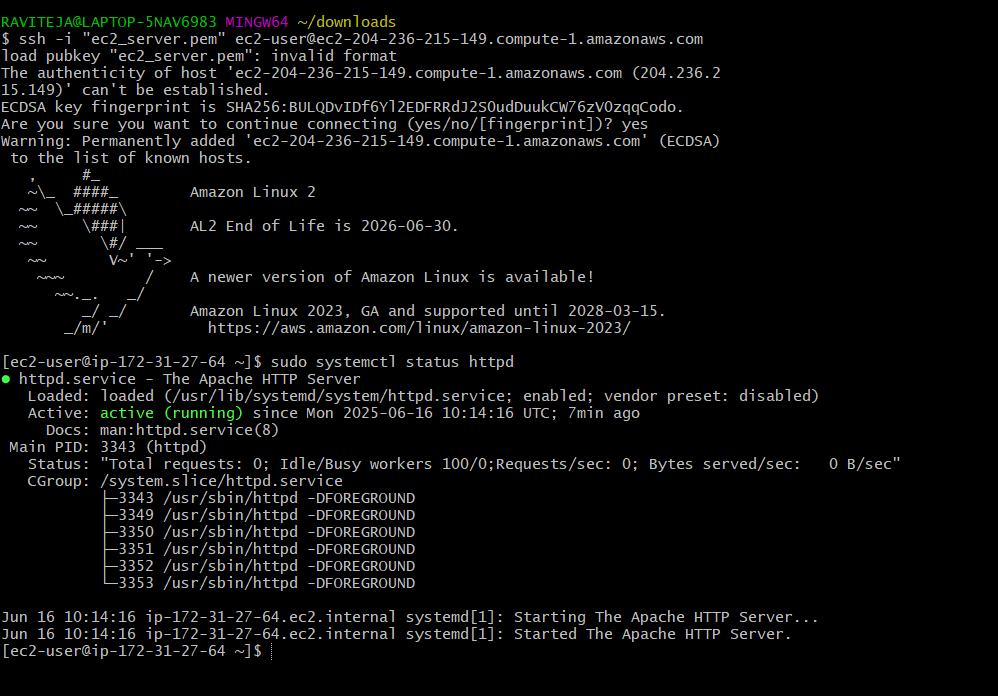 RAVITEJA@LAPTOP-5NAV6983 MINGW64 ~/downloads
$ ssh -i "ec2_server.pem" ec2-user@ec2-204-236-215-149.compute-1.amazonaws.com
load pubkey "ec2_server.pem": invalid format
The authenticity of host 'ec2-204-236-215-149.compute-1.amazonaws.com (204.236.2
15.149)' can't be established.
ECDSA key fingerprint is SHA256:BULQDvIDf6Yl2EDFRRdJ2SOudDuukCW76zVOzqqCodo.
Are you sure you want to continue connecting (yes/no/[fingerprint])? yes
Warning: Permanently added 'ec2-204-236-215-149.compute-1.amazonaws.com' (ECDSA)
 to the list of known hosts.
   ,     #_
   ~\_  ####_        Amazon Linux 2
  ~~  \_#####\
  ~~     \###|       AL2 End of Life is 2026-06-30.
  ~~       \#/ ___
   ~~       V~' '->
    ~~~         /    A newer version of Amazon Linux is available!
      ~~._.   _/
         _/ _/       Amazon Linux 2023, GA and supported until 2028-03-15.
       _/m/'           https://aws.amazon.com/linux/amazon-linux-2023/

[ec2-user@ip-172-31-27-64 ~]$ sudo systemctl status httpd
● httpd.service - The Apache HTTP Server
   Loaded: loaded (/usr/lib/systemd/system/httpd.service; enabled; vendor preset: disabled)
   Active: active (running) since Mon 2025-06-16 10:14:16 UTC; 7min ago
     Docs: man:httpd.service(8)
 Main PID: 3343 (httpd)
   Status: "Total requests: 0; Idle/Busy workers 100/0;Requests/sec: 0; Bytes served/sec:   0 B/sec"
   CGroup: /system.slice/httpd.service
           ├─3343 /usr/sbin/httpd -DFOREGROUND
           ├─3349 /usr/sbin/httpd -DFOREGROUND
           ├─3350 /usr/sbin/httpd -DFOREGROUND
           ├─3351 /usr/sbin/httpd -DFOREGROUND
           ├─3352 /usr/sbin/httpd -DFOREGROUND
           └─3353 /usr/sbin/httpd -DFOREGROUND

Jun 16 10:14:16 ip-172-31-27-64.ec2.internal systemd[1]: Starting The Apache HTTP Server...
Jun 16 10:14:16 ip-172-31-27-64.ec2.internal systemd[1]: Started The Apache HTTP Server.
[ec2-user@ip-172-31-27-64 ~]$